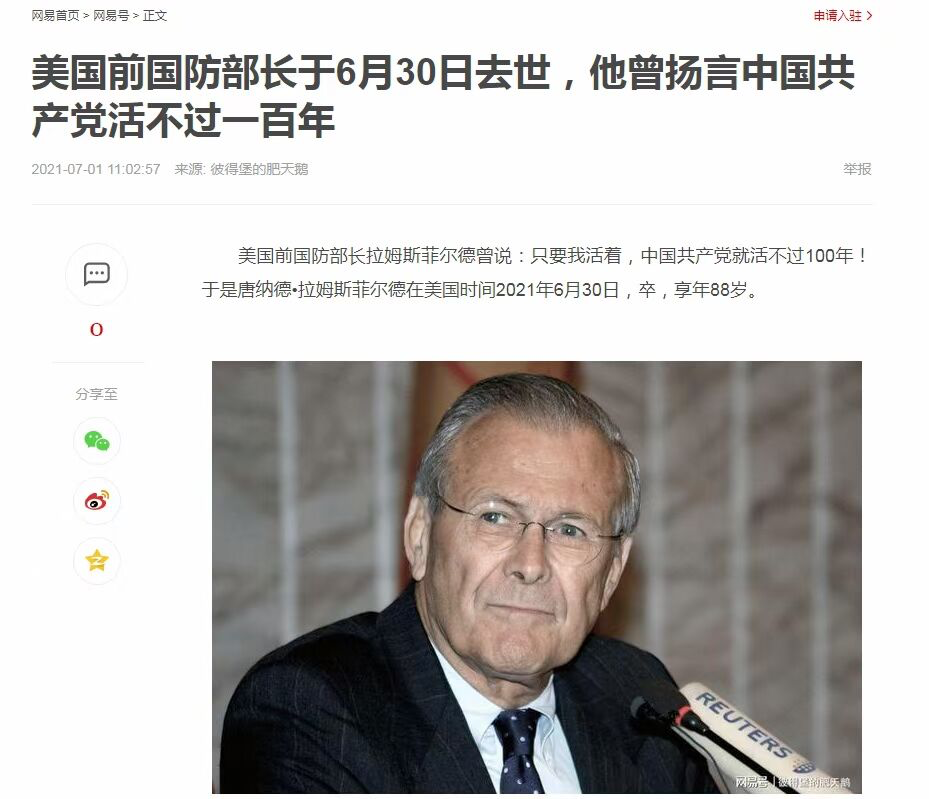 网易首页 > 网易号 > 正文
申请入驻 >
美国前国防部长于6月30日去世，他曾扬言中国共
产党活不过一百年
2021-07-01 11:02:57 来源: 彼得堡的肥天鹅
举报
美国前国防部长拉姆斯菲尔德曾说：只要我活着，中国共产党就活不过100年！
于是唐纳德•拉姆斯菲尔德在美国时间2021年6月30日，卒，享年88岁。
0
分享至
REUTERS
网易号 | 彼得堡的肥天鹅